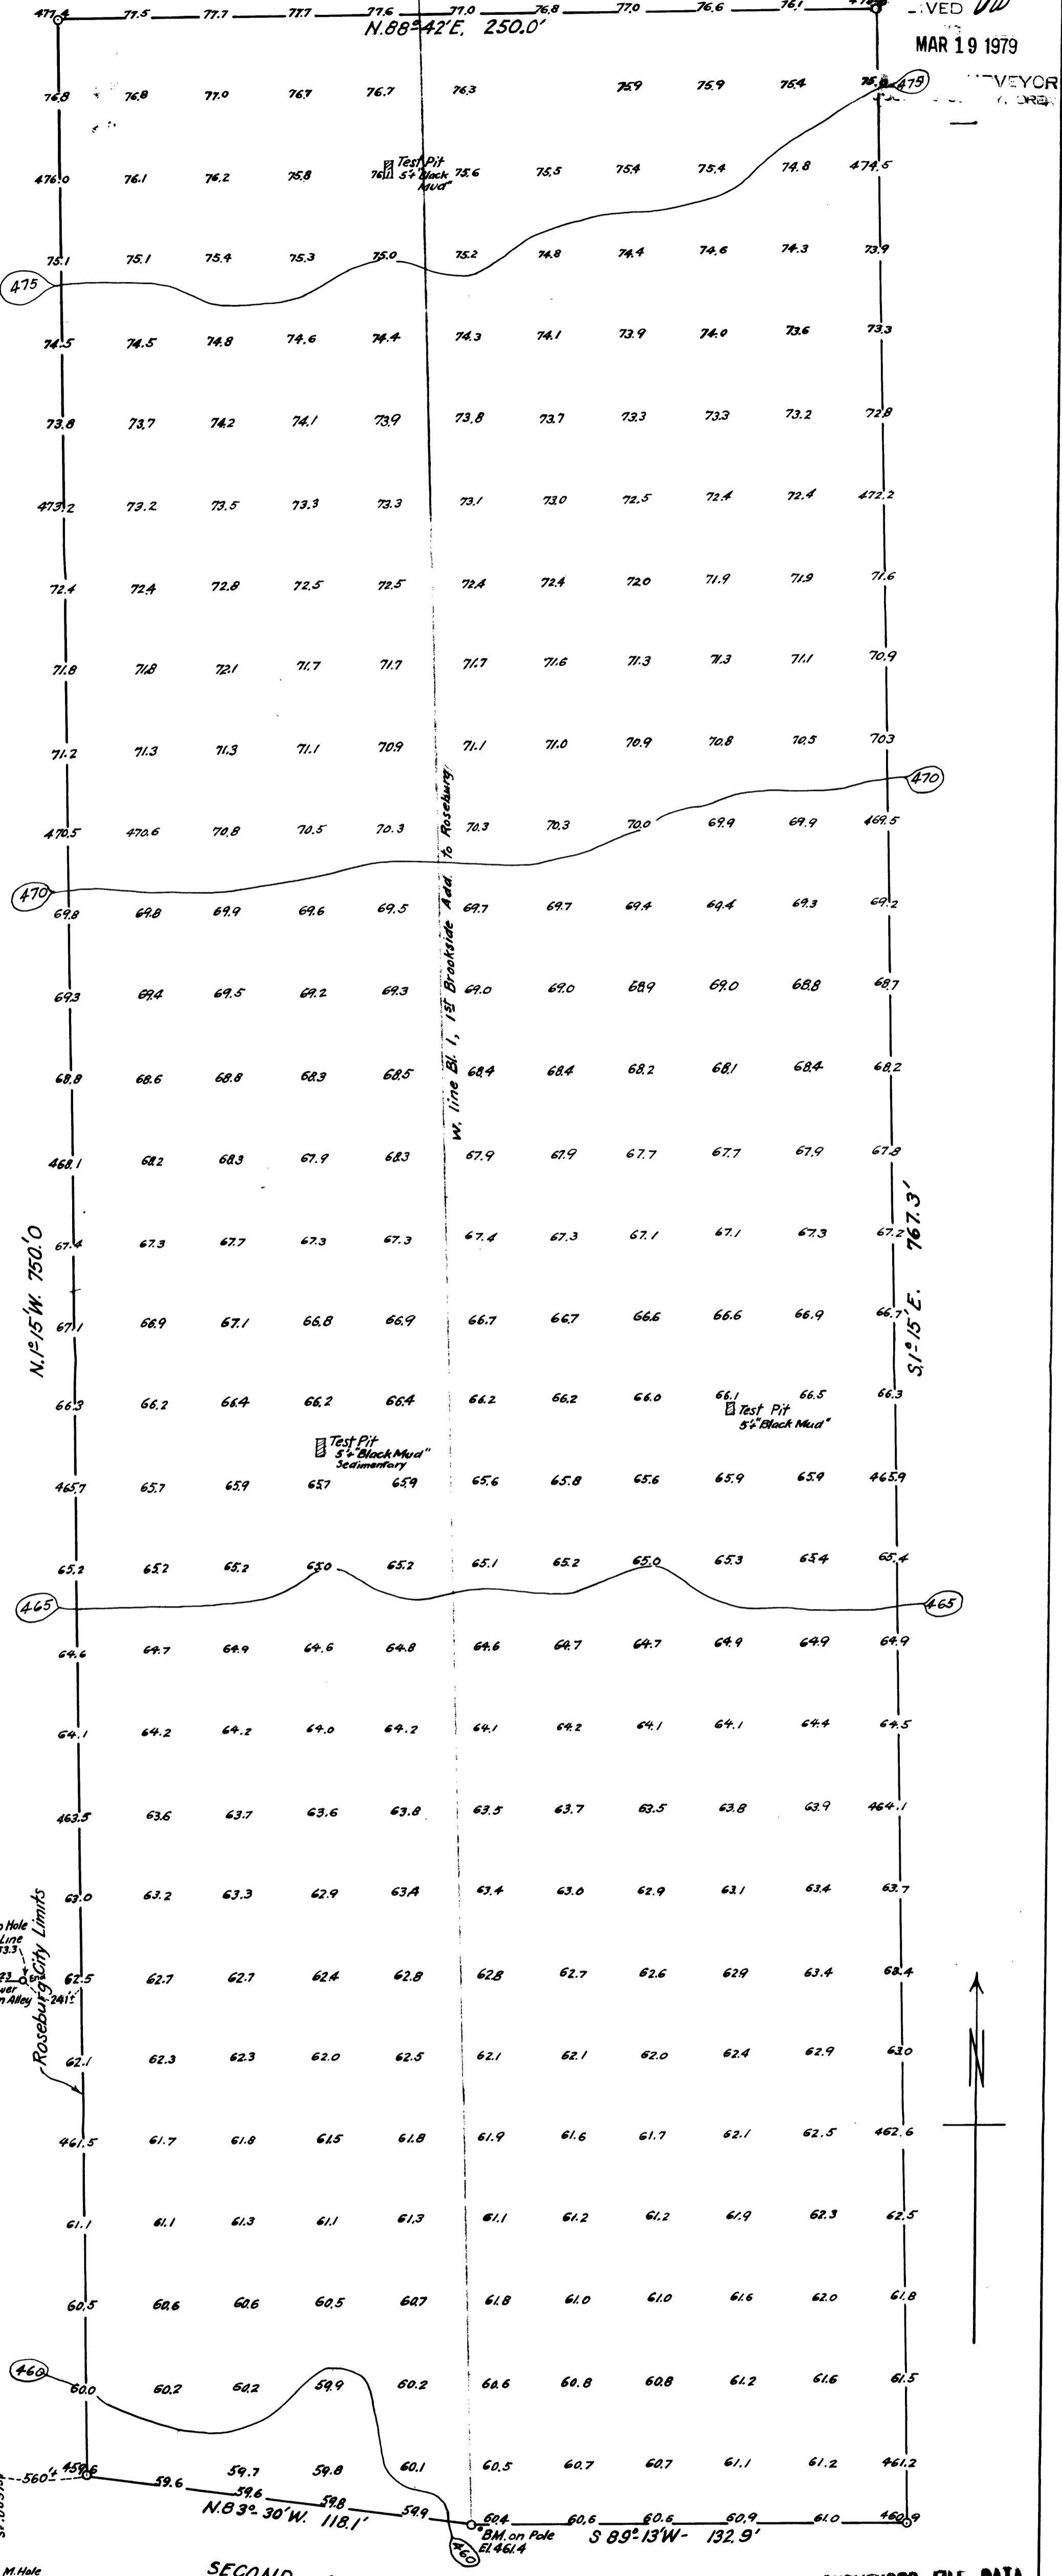 477.4 77.5 77.7 77.7 77.6 77.0 76.8 77.0 76.6 76.1
N.88°42'E. 250.0'
MAR 19 1979
76.8 76.8 77.0 76.7 76.7 76.3 75.9 75.9 75.4 475
Test Pit
5'± "Black
Mud"
476.0 76.1 76.2 75.8 75.6 75.5 75.4 75.4 74.8 474.5
75.1 75.1 75.4 75.3 75.0 75.2 74.8 74.4 74.6 74.3 73.9
475
74.5 74.5 74.8 74.6 74.4 74.3 74.1 73.9 74.0 73.6 73.3
73.8 73.7 74.2 74.1 73.9 73.8 73.7 73.3 73.3 73.2 72.8
473.2 73.2 73.5 73.3 73.3 73.1 73.0 72.5 72.4 72.4 472.2
72.4 72.4 72.8 72.5 72.5 72.4 72.4 72.0 71.9 71.9 71.6
71.8 71.8 72.1 71.7 71.7 71.7 71.6 71.3 71.3 71.1 70.9
71.2 71.3 71.3 71.1 70.9 71.1 71.0 70.9 70.8 70.5 70.3
470
470.5 470.6 70.8 70.5 70.3 70.3 70.3 70.0 69.9 69.9 469.5
470
69.8 69.8 69.9 69.6 69.5 69.7 69.7 69.4 69.4 69.3 69.2
W. line Bl. 1, 1st Brookside Add. to Roseburg
69.3 69.4 69.5 69.2 69.3 69.0 69.0 68.9 69.0 68.8 68.7
68.8 68.6 68.8 68.3 68.5 68.4 68.4 68.2 68.1 68.4 68.2
468.1 68.2 68.3 67.9 68.3 67.9 67.9 67.7 67.7 67.9 67.8
N.1°15'W. 750.'0
S.1°15'E. 767.3'
67.4 67.3 67.7 67.3 67.3 67.4 67.3 67.1 67.1 67.3 67.2
67.1 66.9 67.1 66.8 66.9 66.7 66.7 66.6 66.6 66.9 66.7
66.3 66.2 66.4 66.2 66.4 66.2 66.2 66.0 66.1 66.5 66.3
Test Pit
5'± "Black Mud"
Test Pit
5'± "Black Mud"
Sedimentary
465.7 65.7 65.9 65.7 65.9 65.6 65.8 65.6 65.9 65.9 465.9
65.2 65.2 65.2 65.0 65.2 65.1 65.2 65.0 65.3 65.4 65.4
465 465
64.6 64.7 64.9 64.6 64.8 64.6 64.7 64.7 64.9 64.9 64.9
64.1 64.2 64.2 64.0 64.2 64.1 64.2 64.1 64.1 64.4 64.5
463.5 63.6 63.7 63.6 63.8 63.5 63.7 63.5 63.8 63.9 464.1
63.0 63.2 63.3 62.9 63.4 63.4 63.0 62.9 63.1 63.4 63.7
Roseburg City Limits
Hole
Line
Alley 241'±
62.5 62.7 62.7 62.4 62.8 62.8 62.7 62.6 62.9 63.4 63.4
62.1 62.3 62.3 62.0 62.5 62.1 62.1 62.0 62.4 62.9 63.0
N
461.5 61.7 61.8 61.5 61.8 61.9 61.6 61.7 62.1 62.5 462.6
61.1 61.1 61.3 61.1 61.3 61.1 61.2 61.2 61.9 62.3 62.5
60.5 60.6 60.6 60.5 60.7 61.8 61.0 61.0 61.6 62.0 61.8
460
60.0 60.2 60.2 59.9 60.2 60.6 60.8 60.8 61.2 61.6 61.5
560'± 459.6 59.7 59.8 60.1 60.5 60.7 60.7 61.1 61.2 461.2
59.6 59.6 59.8 59.9 60.4 60.6 60.6 60.9 61.0 460.9
N.83°-30'W. 118.1'
BM. on Pole
El. 461.4
S 89°-13'W- 132.9'
460
M.Hole
SECOND